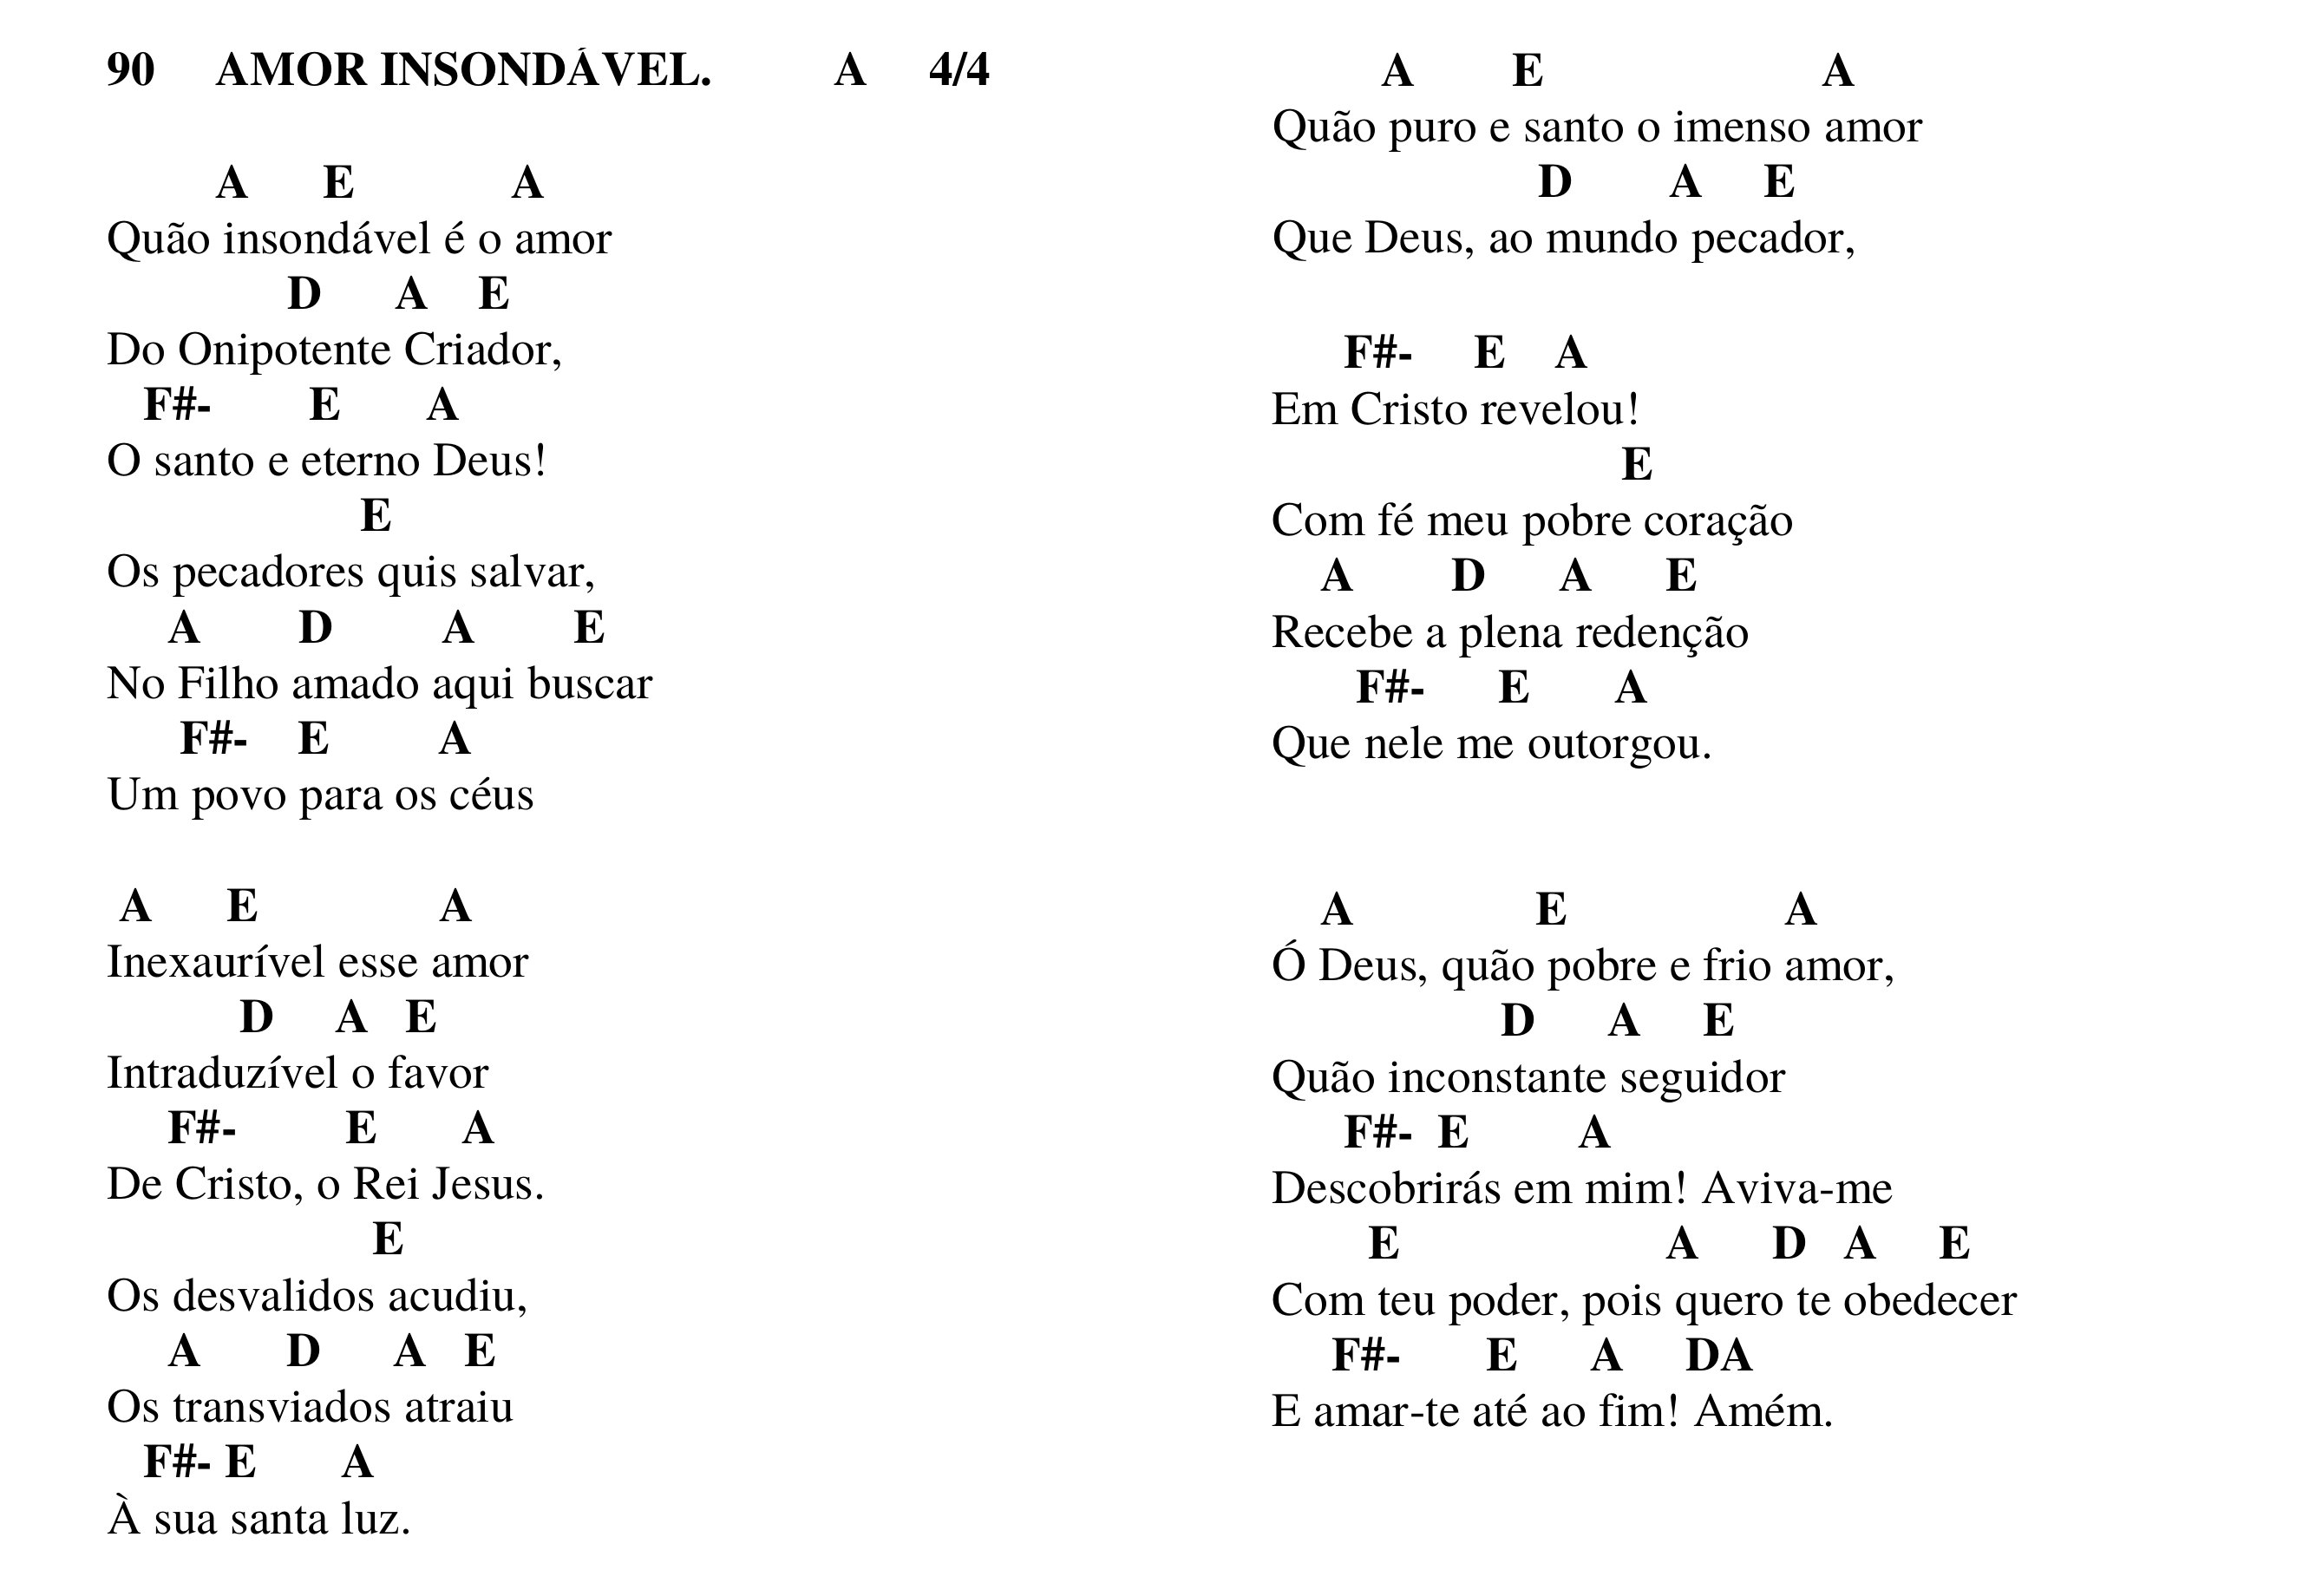 90 AMOR INSONDÁVEL. A 4/4
A E A
Quão insondável é o amor
D A E
Do Onipotente Criador,
F#- E A
O santo e eterno Deus!
E
Os pecadores quis salvar,
A D A E
No Filho amado aqui buscar
F#- E A
Um povo para os céus
A E A
Inexaurível esse amor
D A E
Intraduzível o favor
F#- E A
De Cristo, o Rei Jesus.
E
Os desvalidos acudiu,
A D A E
Os transviados atraiu
F#- E A
À sua santa luz.
A E A
Quão puro e santo o imenso amor
D A E
Que Deus, ao mundo pecador,
F#- E A
Em Cristo revelou!
E
Com fé meu pobre coração
A D A E
Recebe a plena redenção
F#- E A
Que nele me outorgou.
A E A
Ó Deus, quão pobre e frio amor,
D A E
Quão inconstante seguidor
F#- E A
Descobrirás em mim! Aviva-me
E A D A E
Com teu poder, pois quero te obedecer
F#- E A DA
E amar-te até ao fim! Amém.